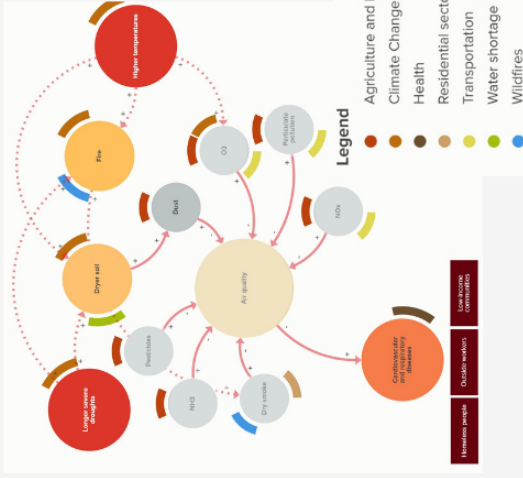 Higher temperatures
Fire
O3
Particulate
pollution
Dust
NOx
Dryer soil
Air quality
Pesticides
Longer severe
droughts
NH3
Dry smoke
Cardiovascular
and respiratory
diseases
Homeless people
Outside workers
Low-income
communities
Legend
Agriculture and
Climate Change
Health
Residential secto
Transportation
Water shortage
Wildfires